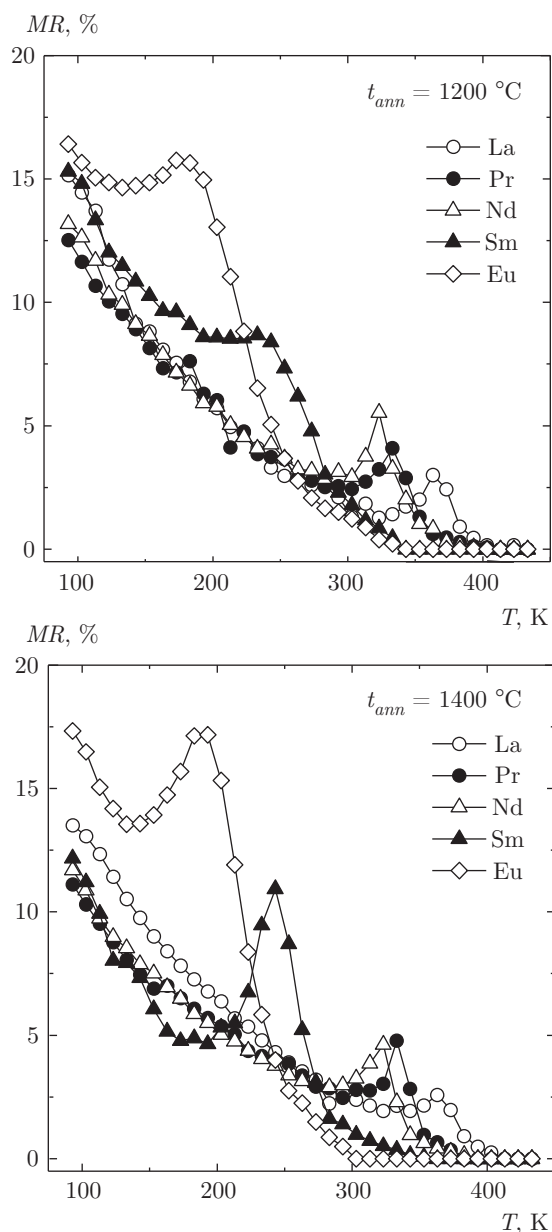 MR, %
20
t_ann = 1200 °C
La
Pr
Nd
Sm
Eu
15
10
5
0
100 200 300 400
T, K
MR, %
20
t_ann = 1400 °C
La
Pr
Nd
Sm
Eu
15
10
5
0
100 200 300 400
T, K